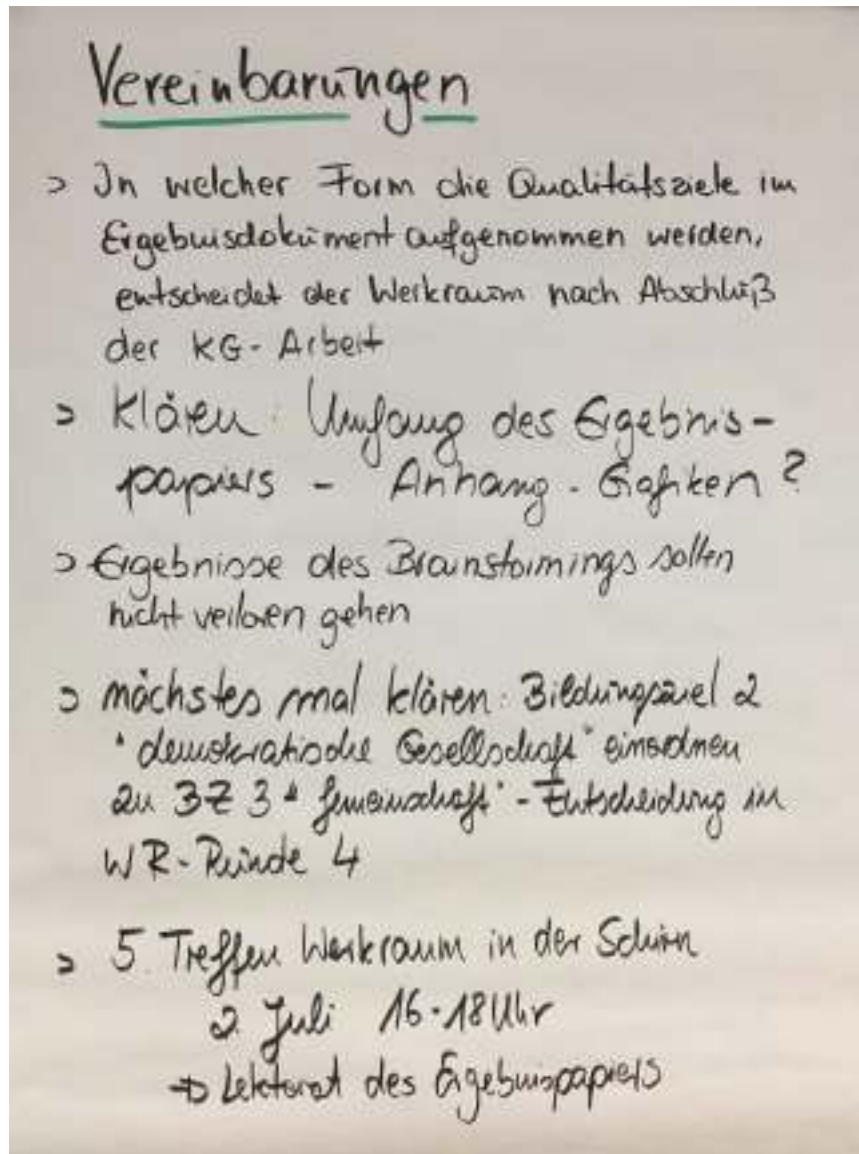 Vereinbarungen
> In welcher Form die Qualitätsziele im
Ergebnisdokument aufgenommen werden,
entscheidet der Werkraum nach Abschluß
der KG-Arbeit
> Klären: Umfang des Ergebnis-
papiers - Anhang - Grafiken?
> Ergebnisse des Brainstormings sollen
nicht verloren gehen
> nächstes mal klären: Bildungsziel 2
"demokratische Gesellschaft" einordnen
zu BZ 3 "Gemeinschaft" - Entscheidung in
WR-Runde 4
> 5. Treffen Werkraum in der Schirn
2. Juli 16-18 Uhr
⇒ Lektorat des Ergebnispapiers